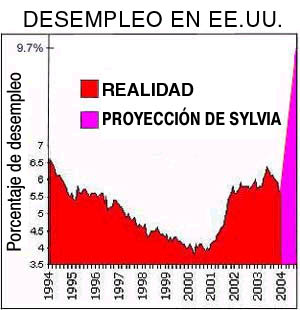 DESEMPLEO EN EE.UU.
9.7%
REALIDAD
PROYECCIÓN DE SYLVIA
Porcentaje de desempleo
7
6.5
6
5.5
5
4.5
4
3.5
1994 1995 1996 1997 1998 1999 2000 2001 2002 2003 2004